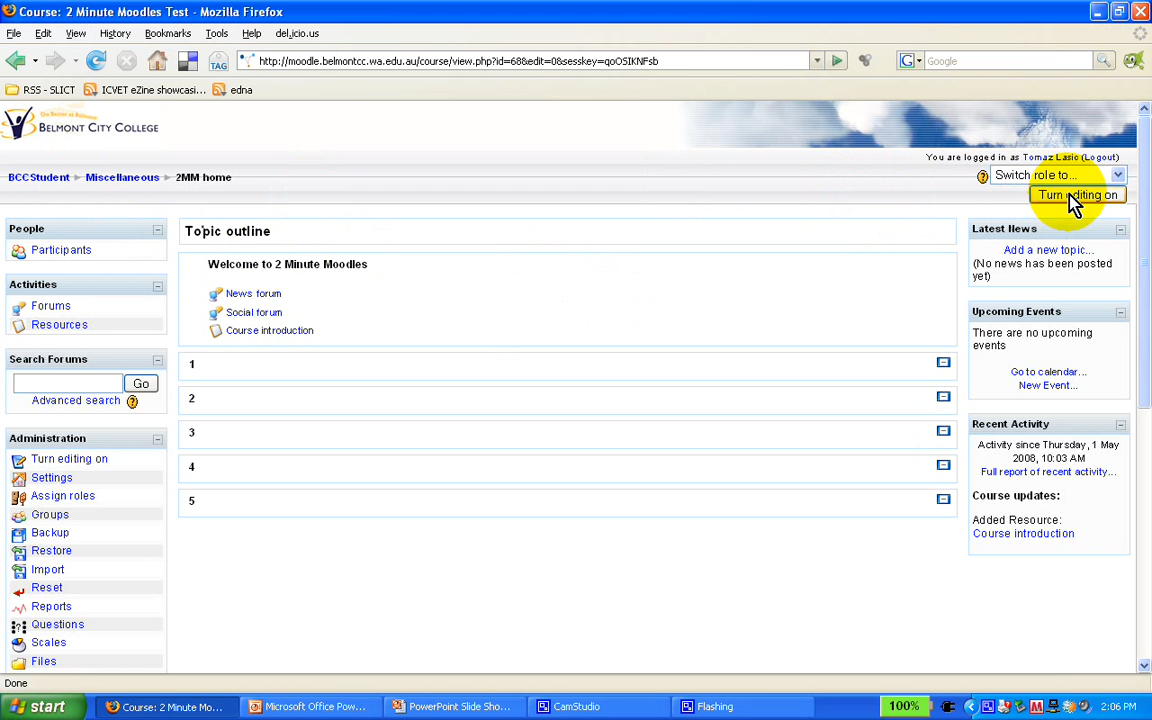 Course: 2 Minute Moodles Test - Mozilla Firefox
File Edit View History Bookmarks Tools Help del.icio.us
TAG
http://moodle.belmontcc.wa.edu.au/course/view.php?id=68&edit=0&sesskey=qoOSIKNFsb
G Google
RSS - SLICT ICVET eZine showcasi... edna
BELMONT CITY COLLEGE
You are logged in as Tomaz Lasic (Logout)
BCCStudent ► Miscellaneous ► 2MM home
Switch role to...
Turn editing on
People
Participants
Activities
Forums
Resources
Search Forums
Go
Advanced search
Administration
Turn editing on
Settings
Assign roles
Groups
Backup
Restore
Import
Reset
Reports
Questions
Scales
Files
Topic outline
Welcome to 2 Minute Moodles
News forum
Social forum
Course introduction
1
2
3
4
5
Latest News
Add a new topic...
(No news has been posted
yet)
Upcoming Events
There are no upcoming
events
Go to calendar...
New Event...
Recent Activity
Activity since Thursday, 1 May
2008, 10:03 AM
Full report of recent activity...
Course updates:
Added Resource:
Course introduction
Done
start Course: 2 Minute Mo... Microsoft Office Pow... PowerPoint Slide Sho... CamStudio Flashing 100% 2:06 PM